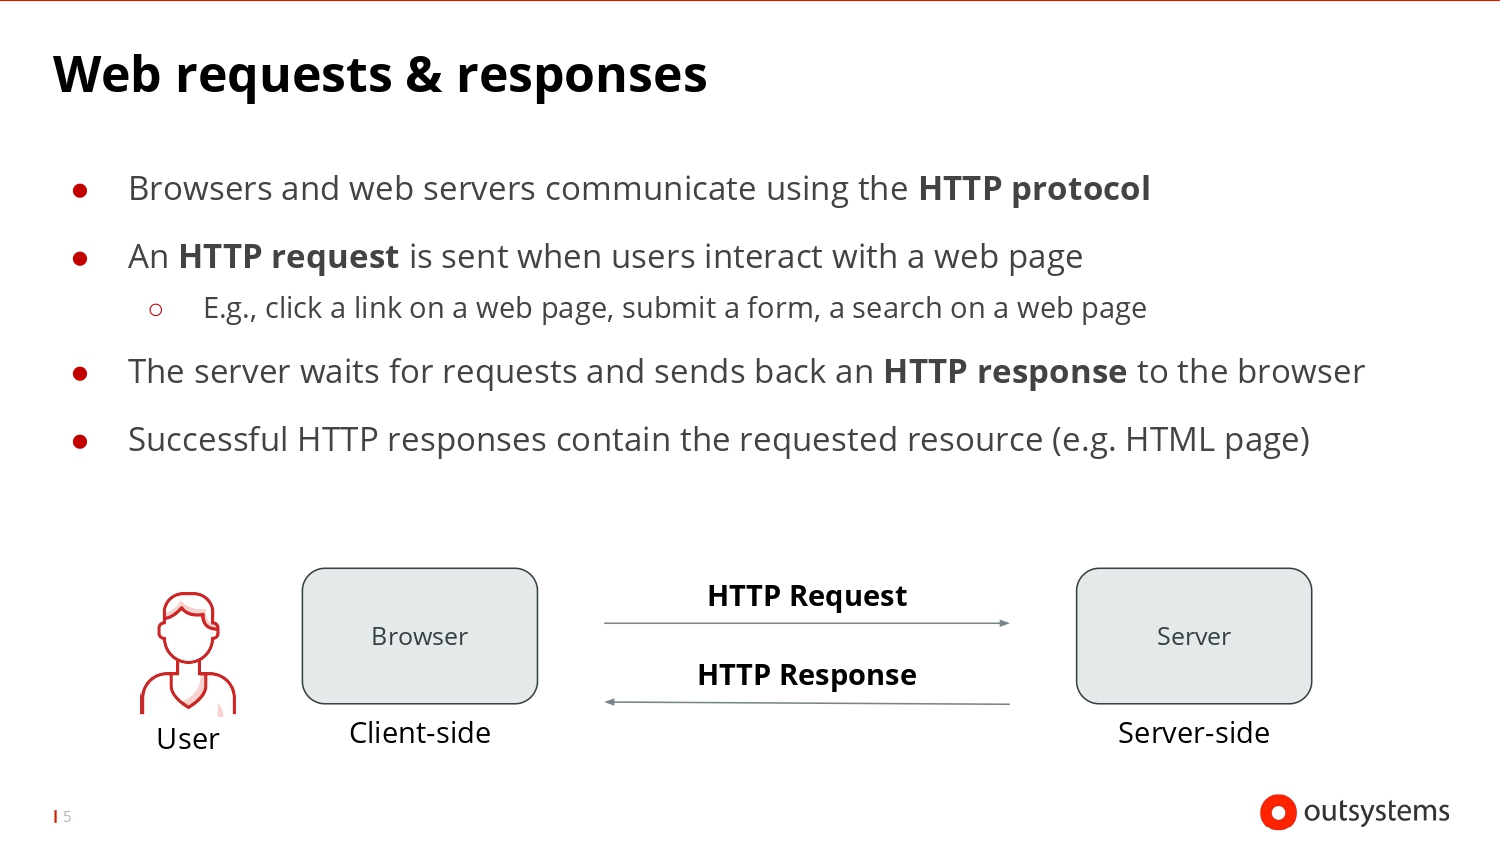 Web requests & responses
● Browsers and web servers communicate using the HTTP protocol
● An HTTP request is sent when users interact with a web page
○ E.g., click a link on a web page, submit a form, a search on a web page
● The server waits for requests and sends back an HTTP response to the browser
● Successful HTTP responses contain the requested resource (e.g. HTML page)
HTTP Request
Browser
Server
HTTP Response
User
Client-side
Server-side
5
outsystems